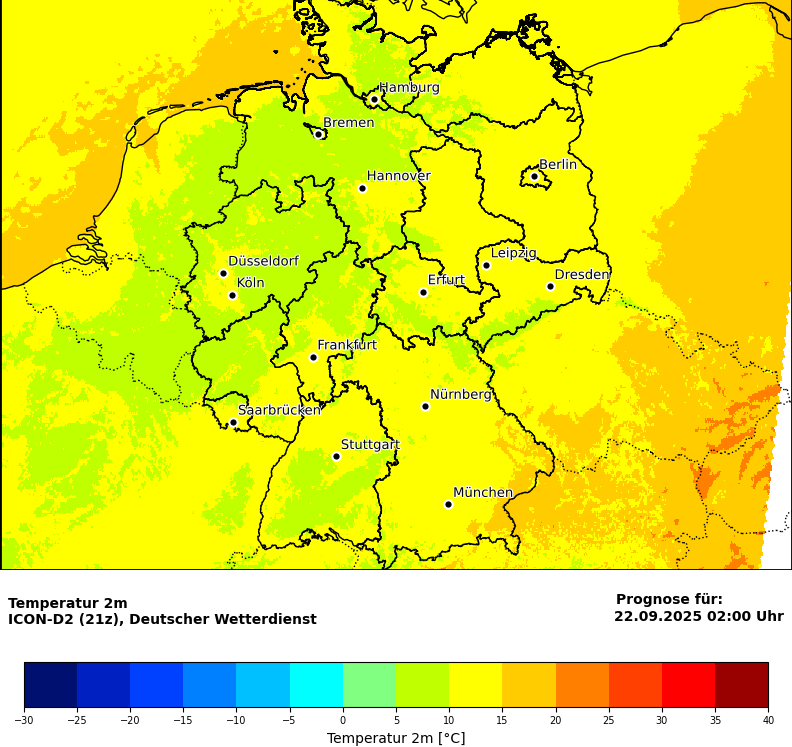 Hamburg
Bremen
Berlin
Hannover
Leipzig
Düsseldorf
Dresden
Köln
Erfurt
Frankfurt
Nürnberg
Saarbrücken
Stuttgart
München
Temperatur 2m
ICON-D2 (21z), Deutscher Wetterdienst
Prognose für:
22.09.2025 02:00 Uhr
−30 −25 −20 −15 −10 −5 0 5 10 15 20 25 30 35 40
Temperatur 2m [°C]